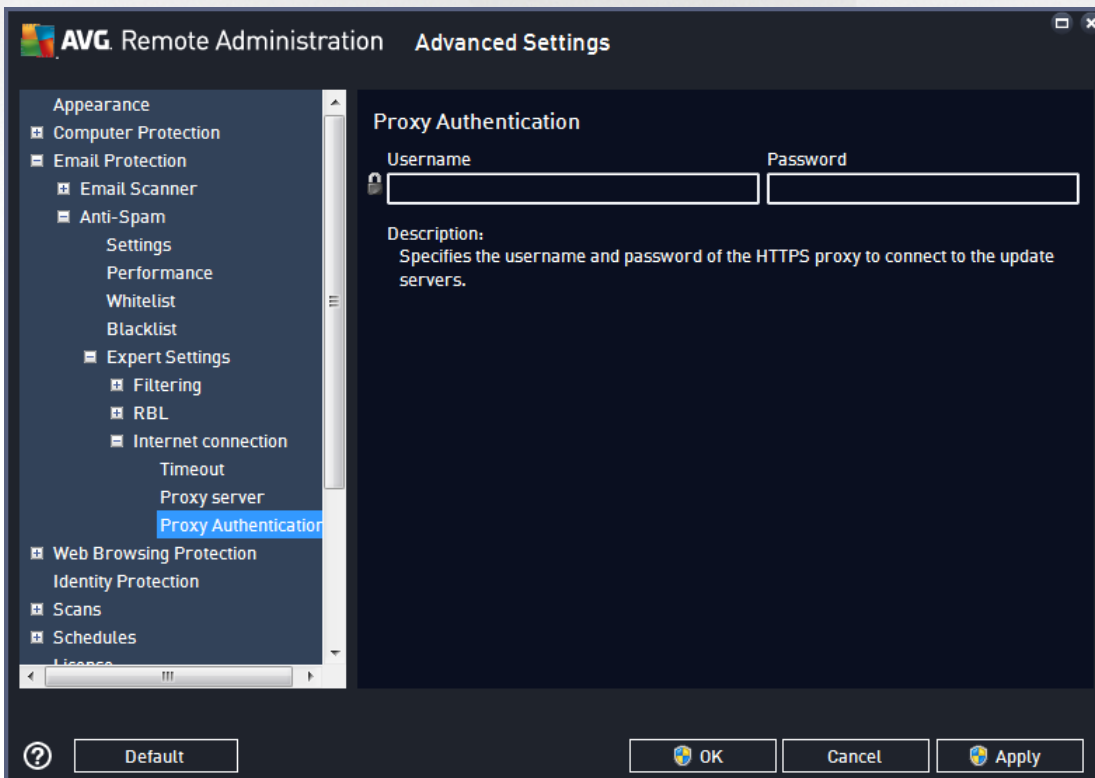 AVG. Remote Administration Advanced Settings
Appearance
Computer Protection
Email Protection
Email Scanner
Anti-Spam
Settings
Performance
Whitelist
Blacklist
Expert Settings
Filtering
RBL
Internet connection
Timeout
Proxy server
Proxy Authentication
Web Browsing Protection
Identity Protection
Scans
Schedules
License
Proxy Authentication
Username Password
Description:
Specifies the username and password of the HTTPS proxy to connect to the update
servers.
? Default OK Cancel Apply